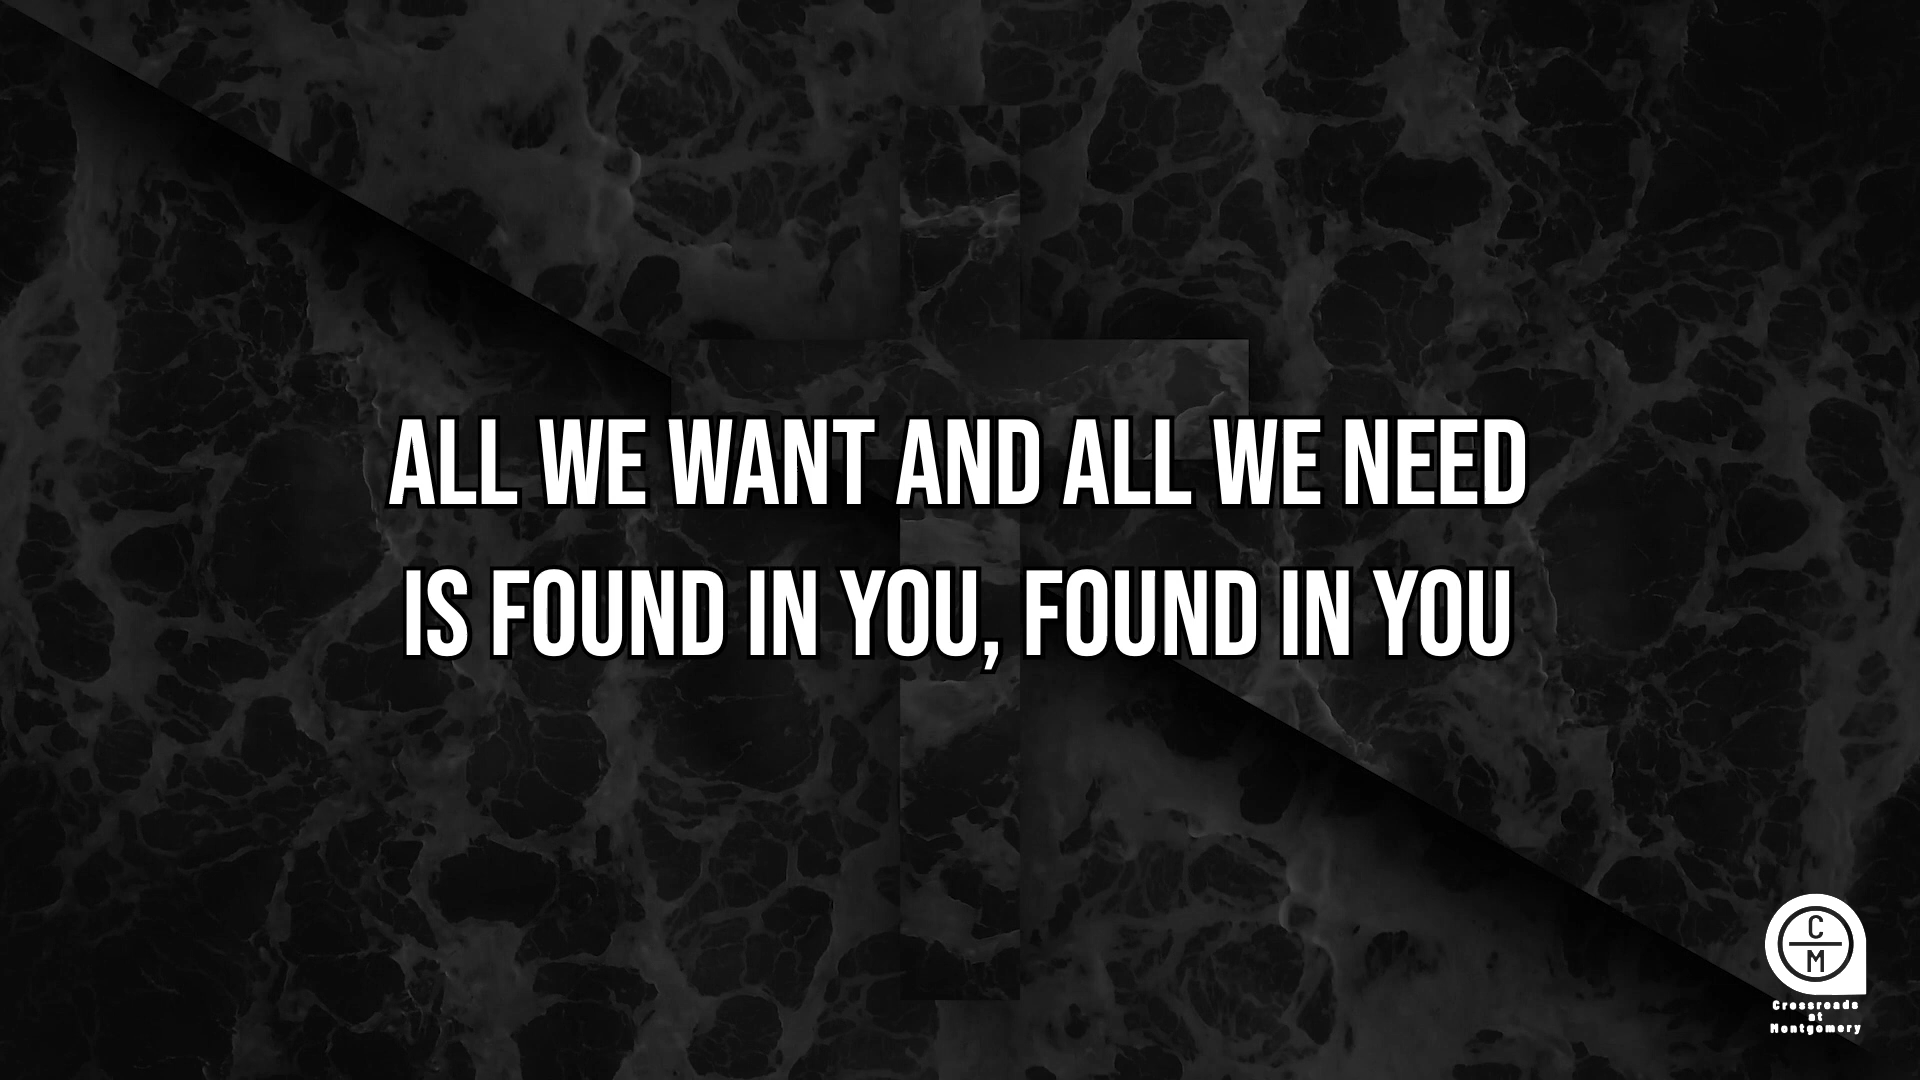 ALL WE WANT AND ALL WE NEED
IS FOUND IN YOU, FOUND IN YOU
C
M
Crossroads
at
Montgomery